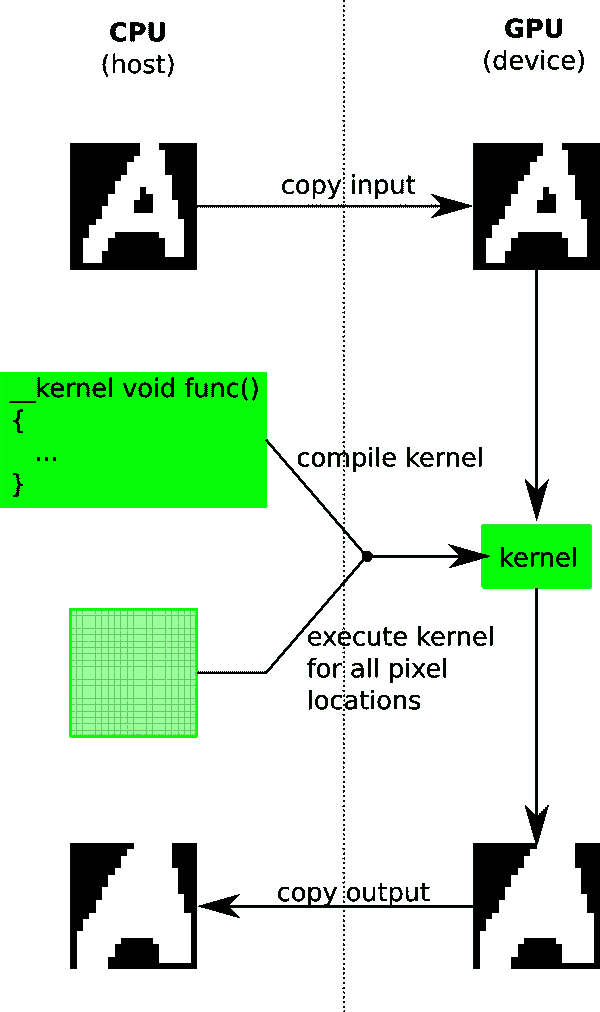 CPU
(host)
GPU
(device)
copy input
__kernel void func()
{
...
}
compile kernel
kernel
execute kernel
for all pixel
locations
copy output